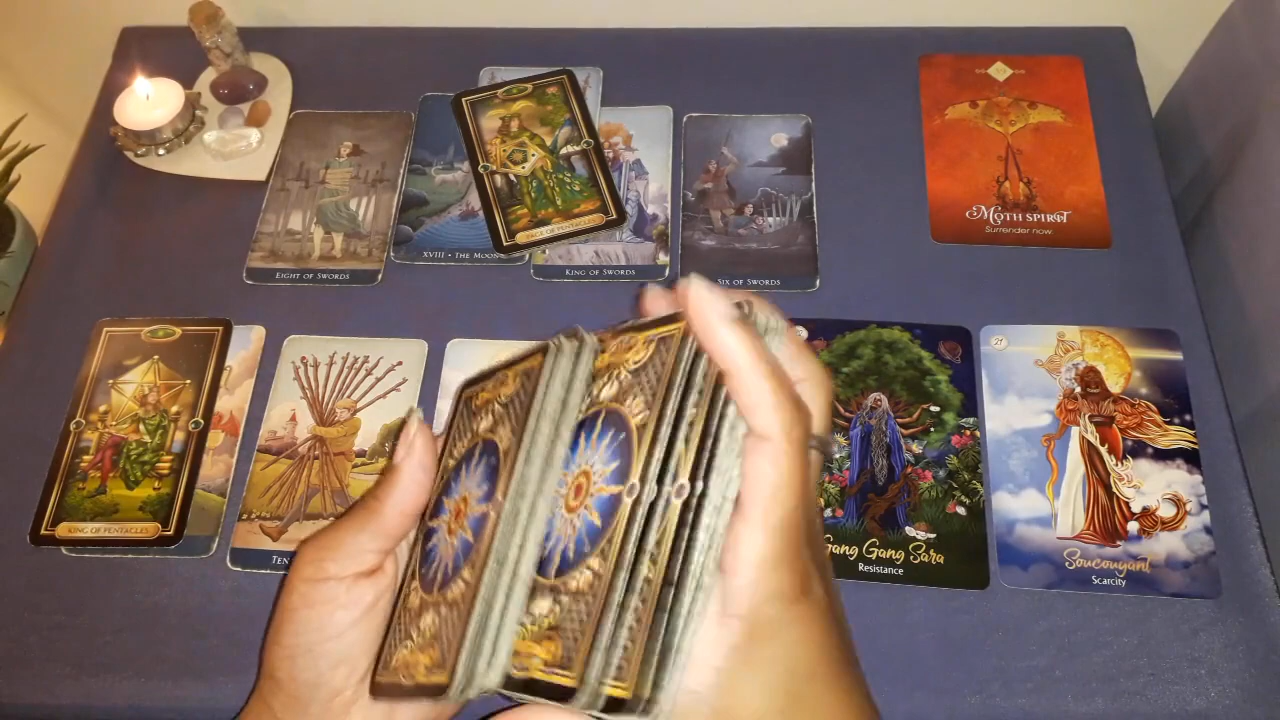 PAGE OF PENTACLES
EIGHT OF SWORDS
XVIII • THE MOON
KING OF SWORDS
SIX OF SWORDS
MOTH SPIRIT
Surrender now.
KING OF PENTACLES
TEN
Gang Gang Sara
Resistance
21
Soucouyant
Scarcity